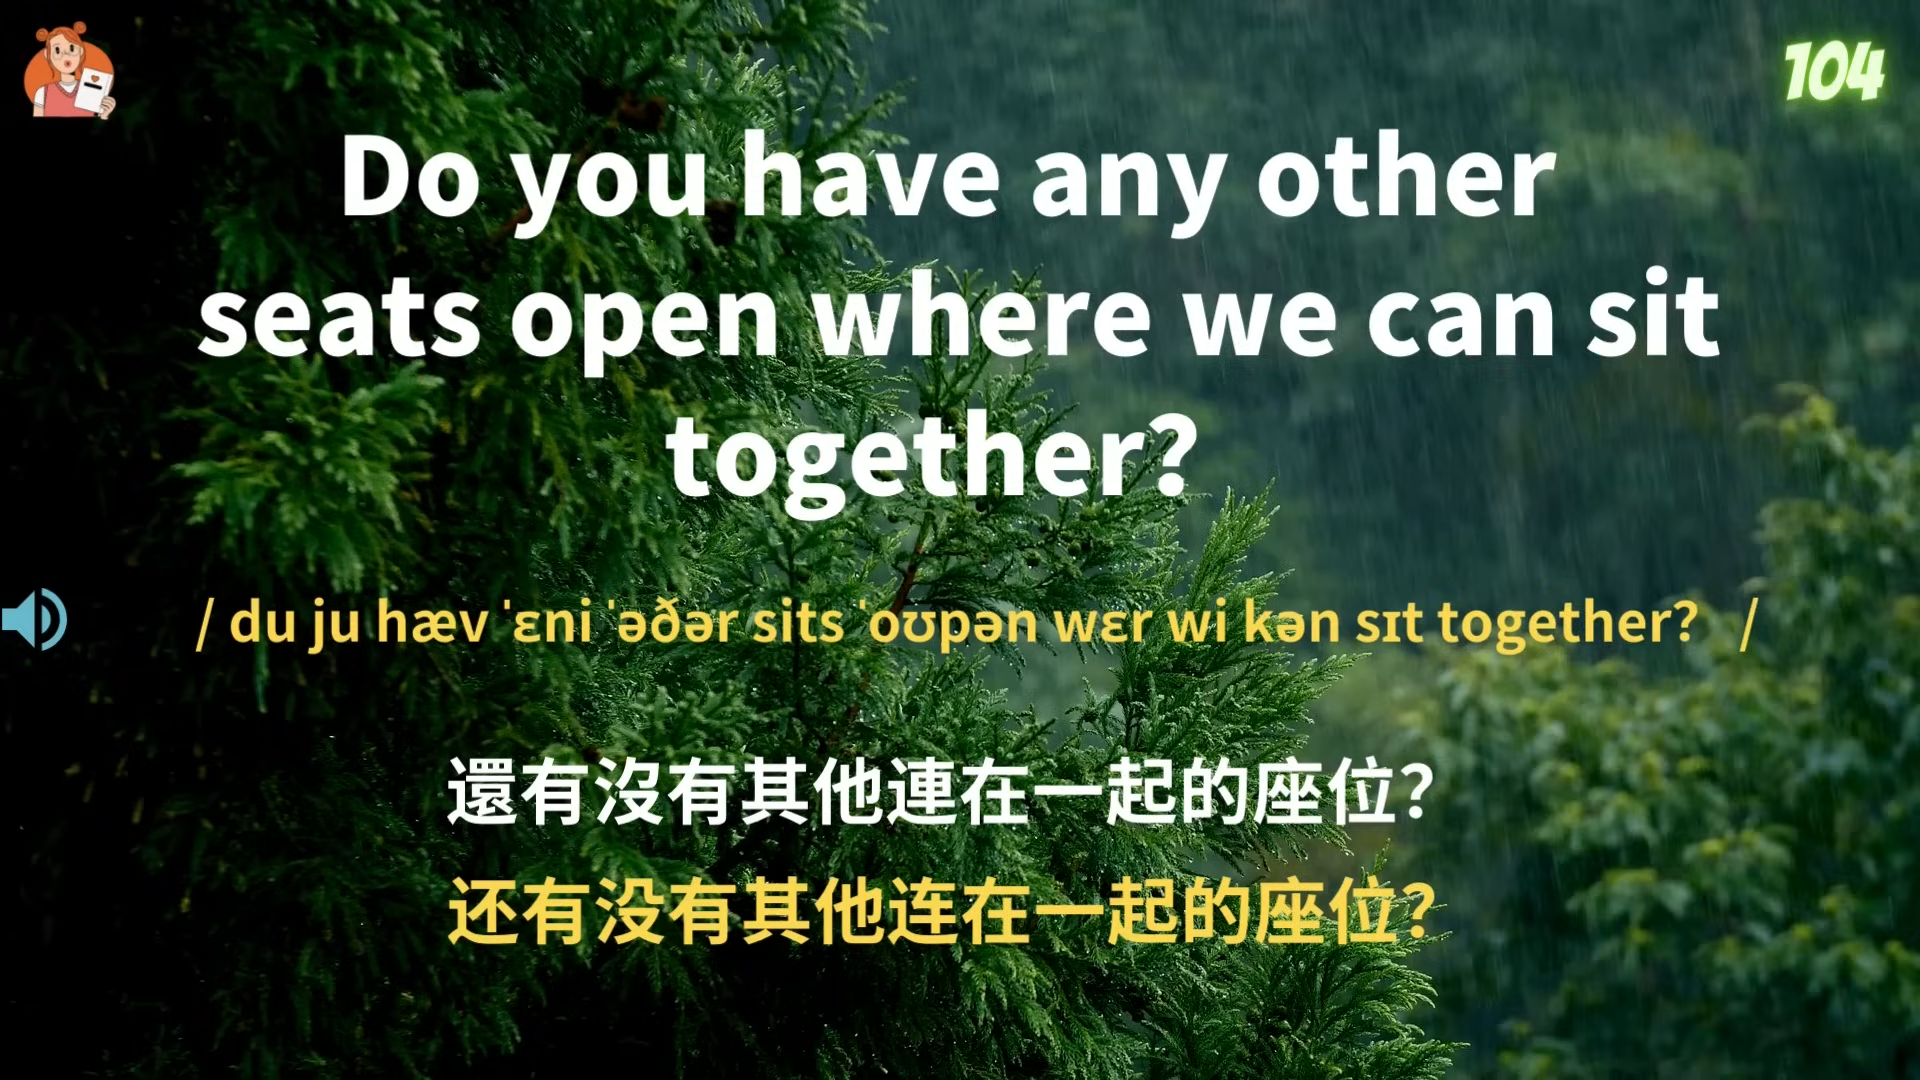 104
Do you have any other
seats open where we can sit
together?
/ du ju hæv ˈɛni ˈəðər sits ˈoʊpən wɛr wi kən sɪt together? /
還有沒有其他連在一起的座位?
还有没有其他连在一起的座位?